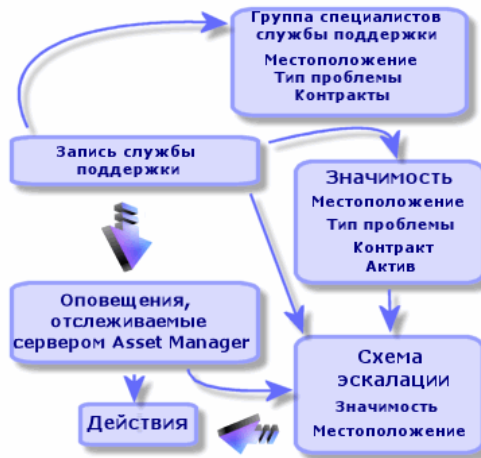 Группа специалистов
службы поддержки
Местоположение
Тип проблемы
Контракты
Запись службы
поддержки
Значимость
Местоположение
Тип проблемы
Контракт
Актив
Оповещения,
отслеживаемые
сервером Asset Manager
Схема
эскалации
Значимость
Местоположение
Действия